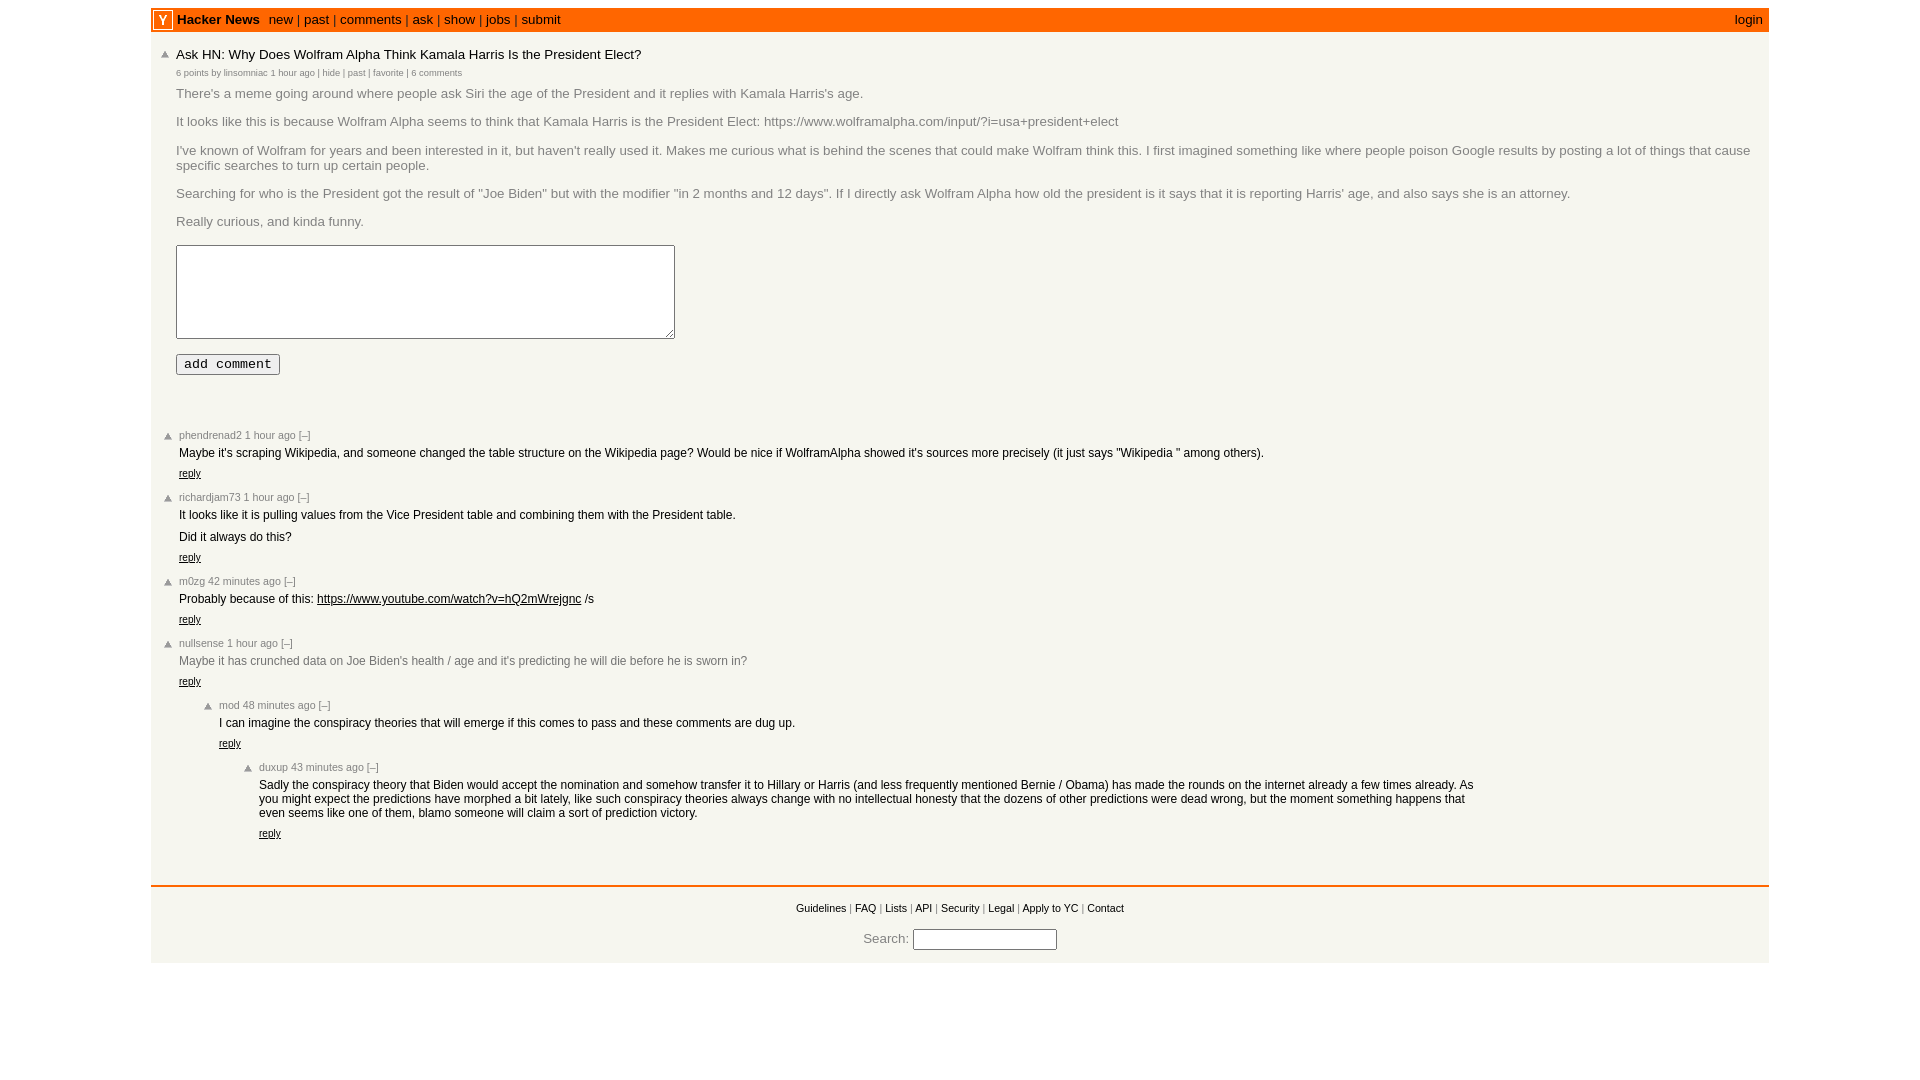 Y Hacker News new | past | comments | ask | show | jobs | submit login
Ask HN: Why Does Wolfram Alpha Think Kamala Harris Is the President Elect?
6 points by linsomniac 1 hour ago | hide | past | favorite | 6 comments
There's a meme going around where people ask Siri the age of the President and it replies with Kamala Harris's age.
It looks like this is because Wolfram Alpha seems to think that Kamala Harris is the President Elect: https://www.wolframalpha.com/input/?i=usa+president+elect
I've known of Wolfram for years and been interested in it, but haven't really used it. Makes me curious what is behind the scenes that could make Wolfram think this. I first imagined something like where people poison Google results by posting a lot of things that cause
specific searches to turn up certain people.
Searching for who is the President got the result of "Joe Biden" but with the modifier "in 2 months and 12 days". If I directly ask Wolfram Alpha how old the president is it says that it is reporting Harris' age, and also says she is an attorney.
Really curious, and kinda funny.
add comment
phendrenad2 1 hour ago [–]
Maybe it's scraping Wikipedia, and someone changed the table structure on the Wikipedia page? Would be nice if WolframAlpha showed it's sources more precisely (it just says "Wikipedia " among others).
reply
richardjam73 1 hour ago [–]
It looks like it is pulling values from the Vice President table and combining them with the President table.
Did it always do this?
reply
m0zg 42 minutes ago [–]
Probably because of this: https://www.youtube.com/watch?v=hQ2mWrejgnc /s
reply
nullsense 1 hour ago [–]
Maybe it has crunched data on Joe Biden's health / age and it's predicting he will die before he is sworn in?
reply
mod 48 minutes ago [–]
I can imagine the conspiracy theories that will emerge if this comes to pass and these comments are dug up.
reply
duxup 43 minutes ago [–]
Sadly the conspiracy theory that Biden would accept the nomination and somehow transfer it to Hillary or Harris (and less frequently mentioned Bernie / Obama) has made the rounds on the internet already a few times already. As
you might expect the predictions have morphed a bit lately, like such conspiracy theories always change with no intellectual honesty that the dozens of other predictions were dead wrong, but the moment something happens that
even seems like one of them, blamo someone will claim a sort of prediction victory.
reply
Guidelines | FAQ | Lists | API | Security | Legal | Apply to YC | Contact
Search: